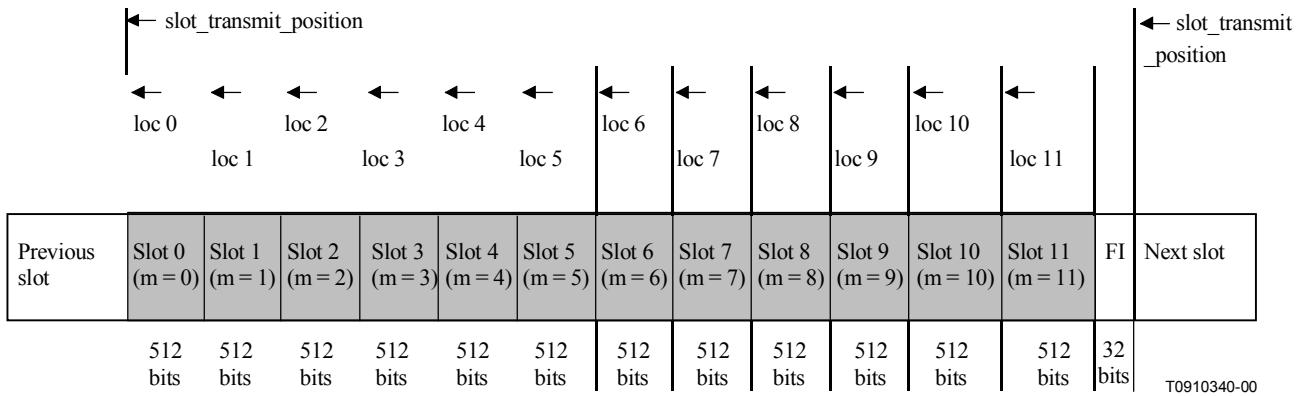 slot_transmit_position
slot_transmit
_position
loc 0
loc 2
loc 4
loc 6
loc 8
loc 10
loc 1
loc 3
loc 5
loc 7
loc 9
loc 11
Previous
slot
Slot 0
(m = 0)
Slot 1
(m = 1)
Slot 2
(m = 2)
Slot 3
(m = 3)
Slot 4
(m = 4)
Slot 5
(m = 5)
Slot 6
(m = 6)
Slot 7
(m = 7)
Slot 8
(m = 8)
Slot 9
(m = 9)
Slot 10
(m = 10)
Slot 11
(m = 11)
FI
Next slot
512
bits
512
bits
512
bits
512
bits
512
bits
512
bits
512
bits
512
bits
512
bits
512
bits
512
bits
512
bits
32
bits
T0910340-00